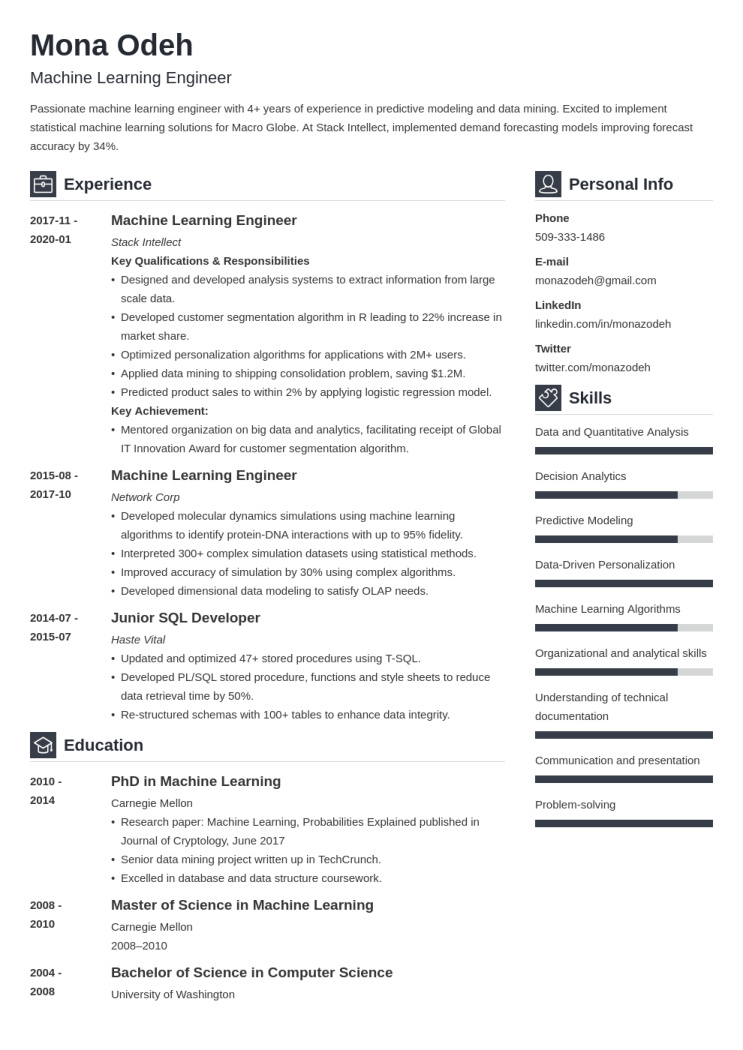 Mona Odeh
Machine Learning Engineer
Passionate machine learning engineer with 4+ years of experience in predictive modeling and data mining. Excited to implement
statistical machine learning solutions for Macro Globe. At Stack Intellect, implemented demand forecasting models improving forecast
accuracy by 34%.
Experience
2017-11 -
2020-01
Machine Learning Engineer
Stack Intellect
Key Qualifications & Responsibilities
• Designed and developed analysis systems to extract information from large
scale data.
• Developed customer segmentation algorithm in R leading to 22% increase in
market share.
• Optimized personalization algorithms for applications with 2M+ users.
• Applied data mining to shipping consolidation problem, saving $1.2M.
• Predicted product sales to within 2% by applying logistic regression model.
Key Achievement:
• Mentored organization on big data and analytics, facilitating receipt of Global
IT Innovation Award for customer segmentation algorithm.
2015-08 -
2017-10
Machine Learning Engineer
Network Corp
• Developed molecular dynamics simulations using machine learning
algorithms to identify protein-DNA interactions with up to 95% fidelity.
• Interpreted 300+ complex simulation datasets using statistical methods.
• Improved accuracy of simulation by 30% using complex algorithms.
• Developed dimensional data modeling to satisfy OLAP needs.
2014-07 -
2015-07
Junior SQL Developer
Haste Vital
• Updated and optimized 47+ stored procedures using T-SQL.
• Developed PL/SQL stored procedure, functions and style sheets to reduce
data retrieval time by 50%.
• Re-structured schemas with 100+ tables to enhance data integrity.
Education
2010 -
2014
PhD in Machine Learning
Carnegie Mellon
• Research paper: Machine Learning, Probabilities Explained published in
Journal of Cryptology, June 2017
• Senior data mining project written up in TechCrunch.
• Excelled in database and data structure coursework.
2008 -
2010
Master of Science in Machine Learning
Carnegie Mellon
2008–2010
2004 -
2008
Bachelor of Science in Computer Science
University of Washington
Personal Info
Phone
509-333-1486
E-mail
monazodeh@gmail.com
LinkedIn
linkedin.com/in/monazodeh
Twitter
twitter.com/monazodeh
Skills
Data and Quantitative Analysis
Decision Analytics
Predictive Modeling
Data-Driven Personalization
Machine Learning Algorithms
Organizational and analytical skills
Understanding of technical
documentation
Communication and presentation
Problem-solving